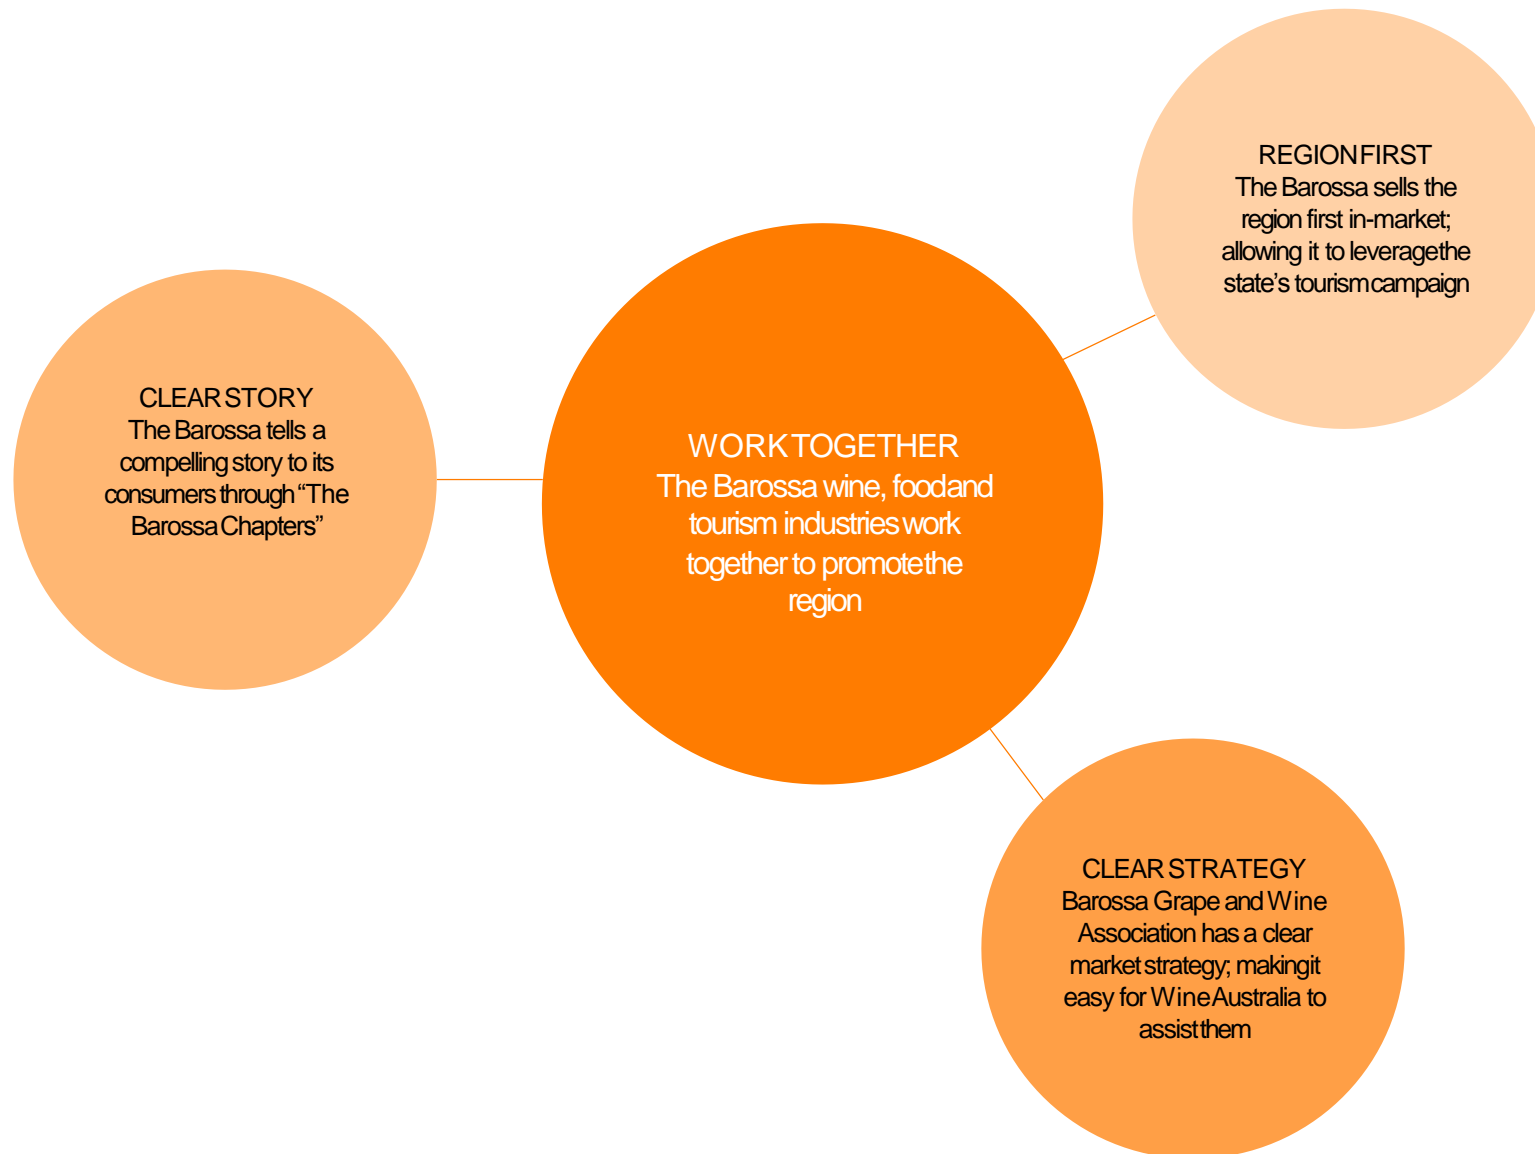 REGION FIRST
The Barossa sells the
region first in-market;
allowing it to leverage the
state’s tourism campaign
CLEAR STORY
The Barossa tells a
compelling story to its
consumers through “The
Barossa Chapters”
WORK TOGETHER
The Barossa wine, food and
tourism industries work
together to promote the
region
CLEAR STRATEGY
Barossa Grape and Wine
Association has a clear
market strategy; making it
easy for Wine Australia to
assist them